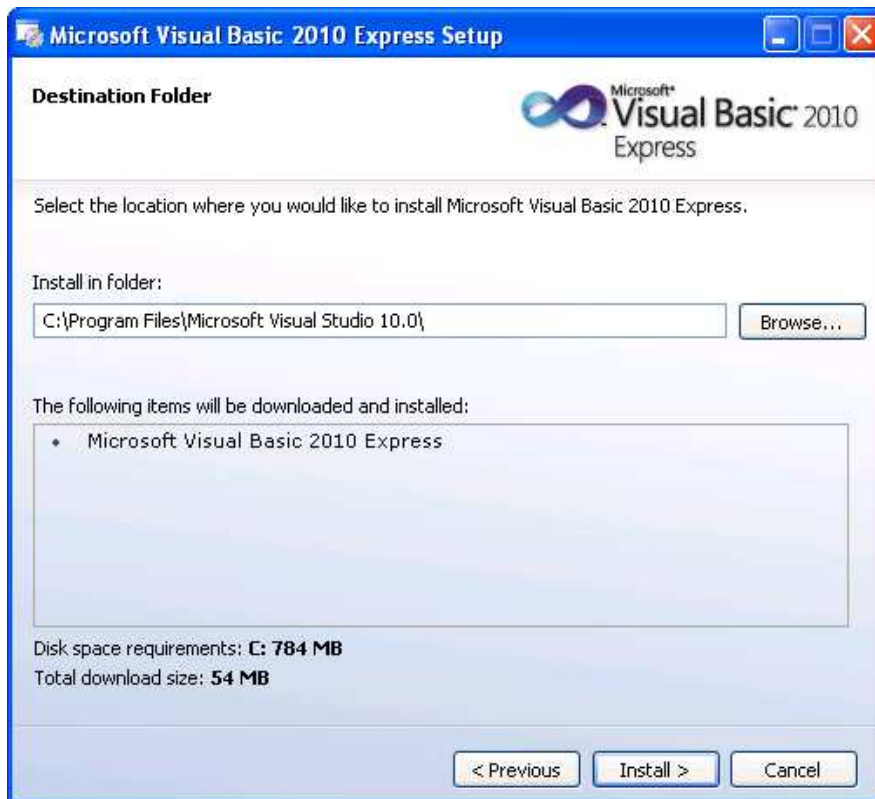 Microsoft Visual Basic 2010 Express Setup
Destination Folder
Microsoft®
Visual Basic® 2010
Express
Select the location where you would like to install Microsoft Visual Basic 2010 Express.
Install in folder:
C:\Program Files\Microsoft Visual Studio 10.0\
Browse...
The following items will be downloaded and installed:
• Microsoft Visual Basic 2010 Express
Disk space requirements: C: 784 MB
Total download size: 54 MB
< Previous Install > Cancel